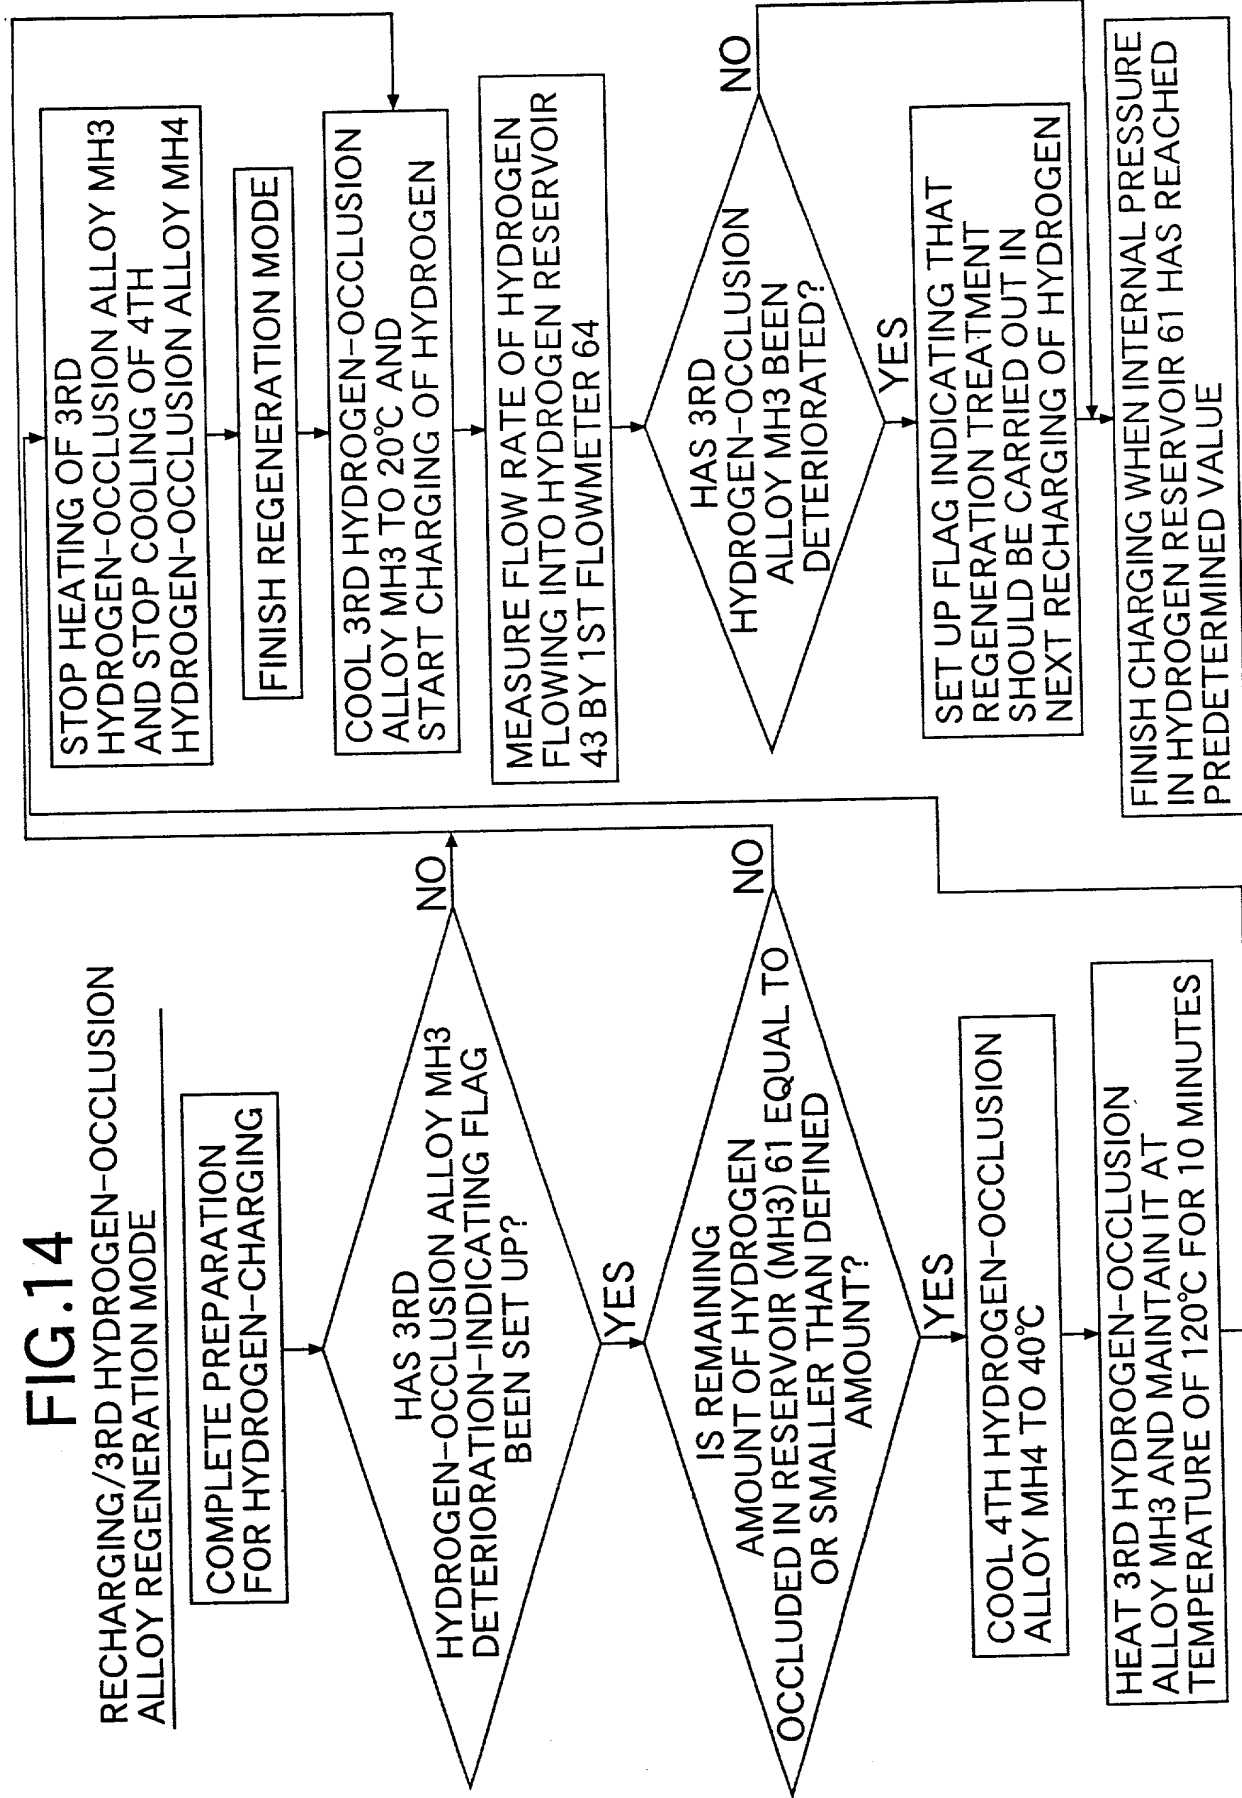 FIG.14
RECHARGING/3RD HYDROGEN-OCCLUSION
ALLOY REGENERATION MODE
COMPLETE PREPARATION
FOR HYDROGEN-CHARGING
HAS 3RD
HYDROGEN-OCCLUSION ALLOY MH3
DETERIORATION-INDICATING FLAG
BEEN SET UP?
NO
YES
IS REMAINING
AMOUNT OF HYDROGEN
OCCLUDED IN RESERVOIR (MH3) 61 EQUAL TO
OR SMALLER THAN DEFINED
AMOUNT?
NO
YES
COOL 4TH HYDROGEN-OCCLUSION
ALLOY MH4 TO 40°C
HEAT 3RD HYDROGEN-OCCLUSION
ALLOY MH3 AND MAINTAIN IT AT
TEMPERATURE OF 120°C FOR 10 MINUTES
STOP HEATING OF 3RD
HYDROGEN-OCCLUSION ALLOY MH3
AND STOP COOLING OF 4TH
HYDROGEN-OCCLUSION ALLOY MH4
FINISH REGENERATION MODE
COOL 3RD HYDROGEN-OCCLUSION
ALLOY MH3 TO 20°C AND
START CHARGING OF HYDROGEN
MEASURE FLOW RATE OF HYDROGEN
FLOWING INTO HYDROGEN RESERVOIR
43 BY 1ST FLOWMETER 64
HAS 3RD
HYDROGEN-OCCLUSION
ALLOY MH3 BEEN
DETERIORATED?
NO
YES
SET UP FLAG INDICATING THAT
REGENERATION TREATMENT
SHOULD BE CARRIED OUT IN
NEXT RECHARGING OF HYDROGEN
FINISH CHARGING WHEN INTERNAL PRESSURE
IN HYDROGEN RESERVOIR 61 HAS REACHED
PREDETERMINED VALUE